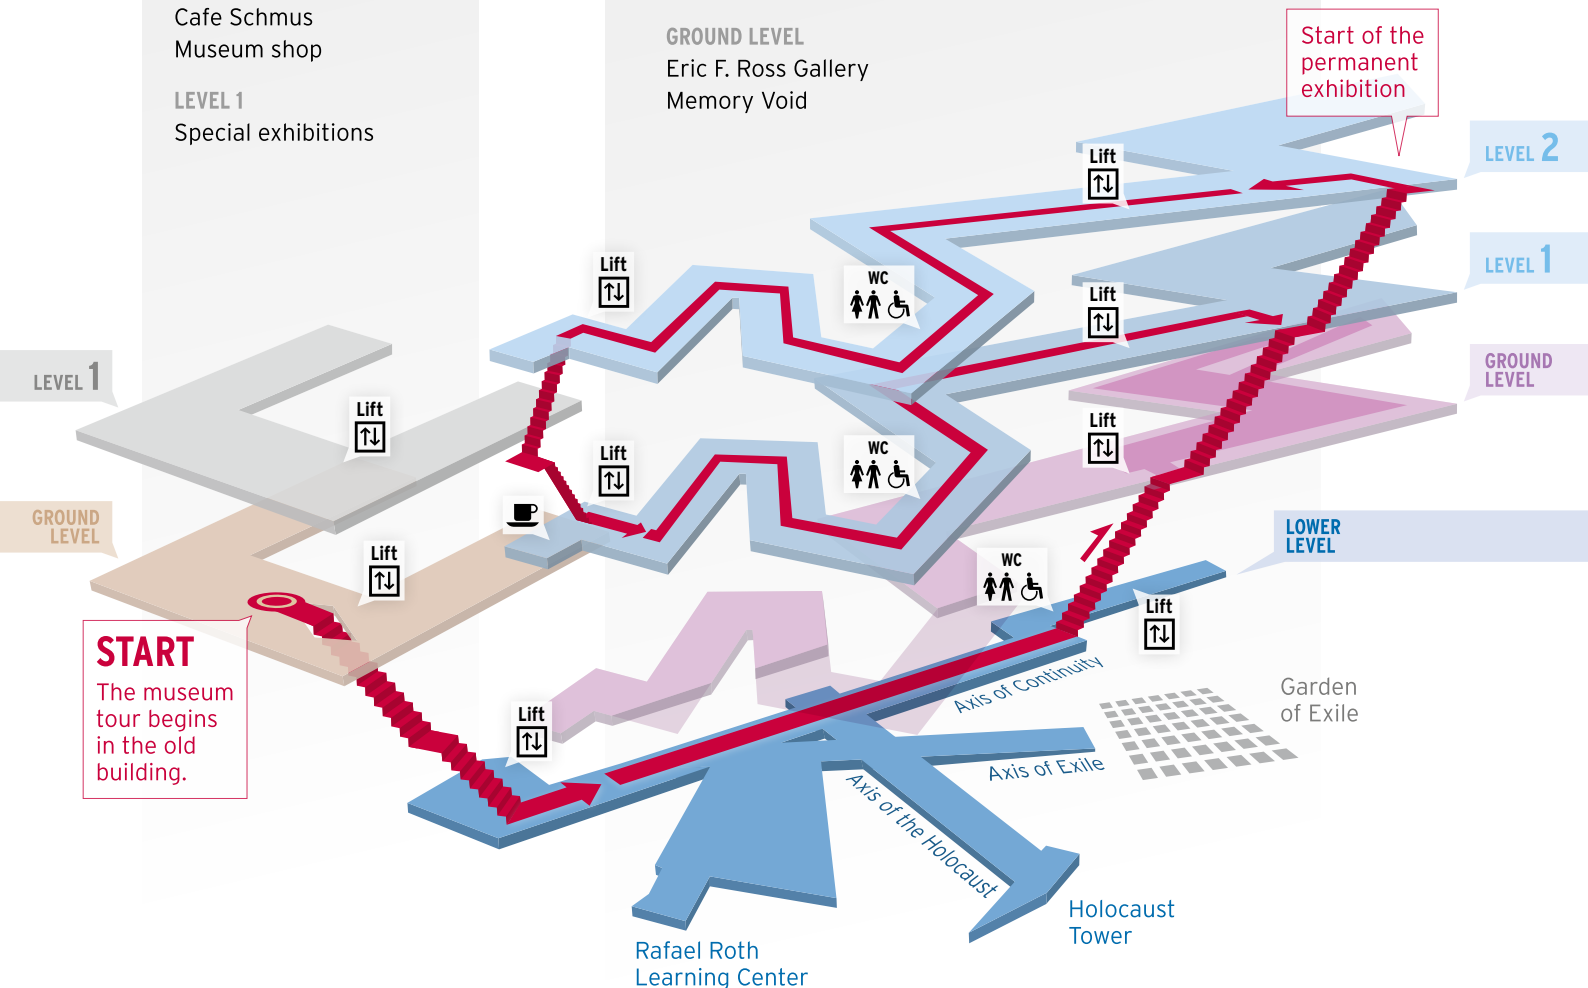 Cafe Schmus
Museum shop
LEVEL 1
Special exhibitions
GROUND LEVEL
Eric F. Ross Gallery
Memory Void
Start of the
permanent
exhibition
LEVEL 2
Lift
LEVEL 1
Lift
WC
Lift
GROUND
LEVEL
LEVEL 1
Lift
Lift
WC
Lift
GROUND
LEVEL
LOWER
LEVEL
Lift
WC
Lift
START
The museum
tour begins
in the old
building.
Lift
Axis of Continuity
Garden
of Exile
Axis of Exile
Axis of the Holocaust
Holocaust
Tower
Rafael Roth
Learning Center